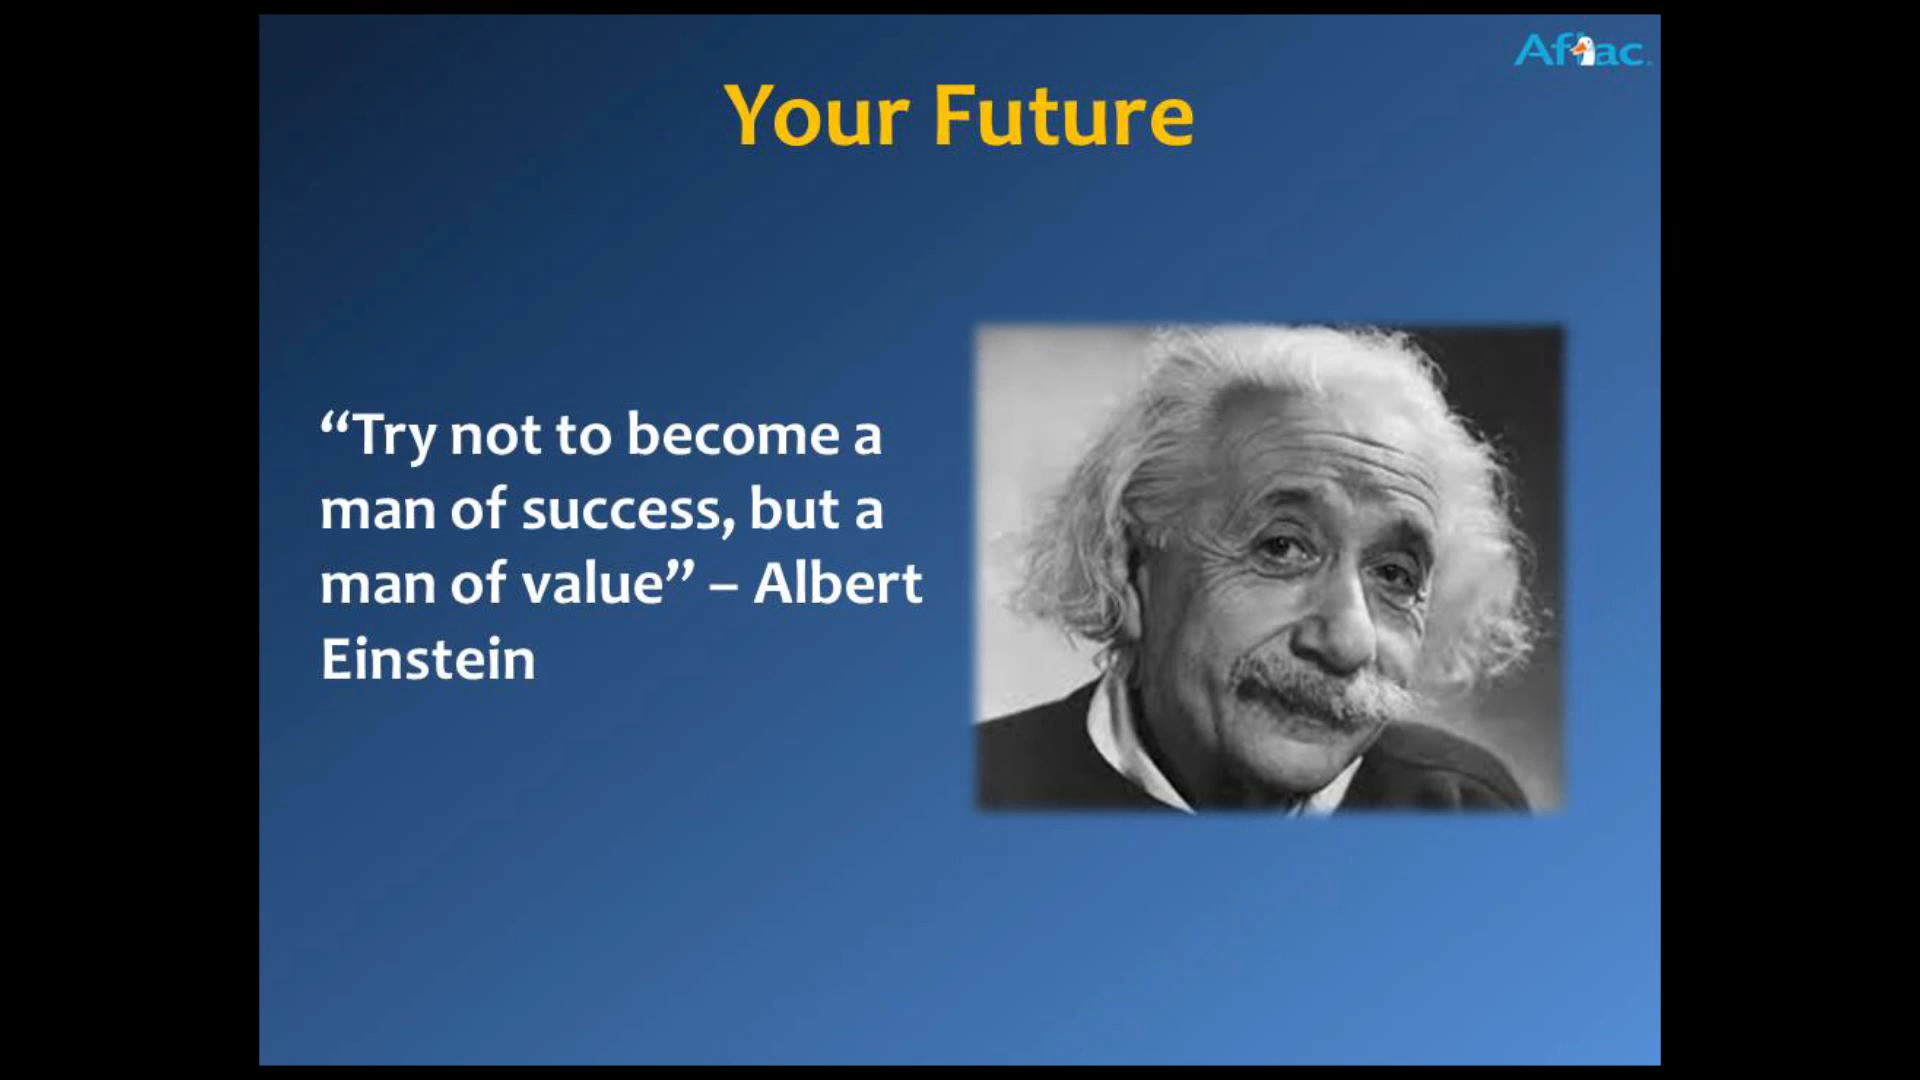 Aflac
Your Future
“Try not to become a
man of success, but a
man of value” – Albert
Einstein